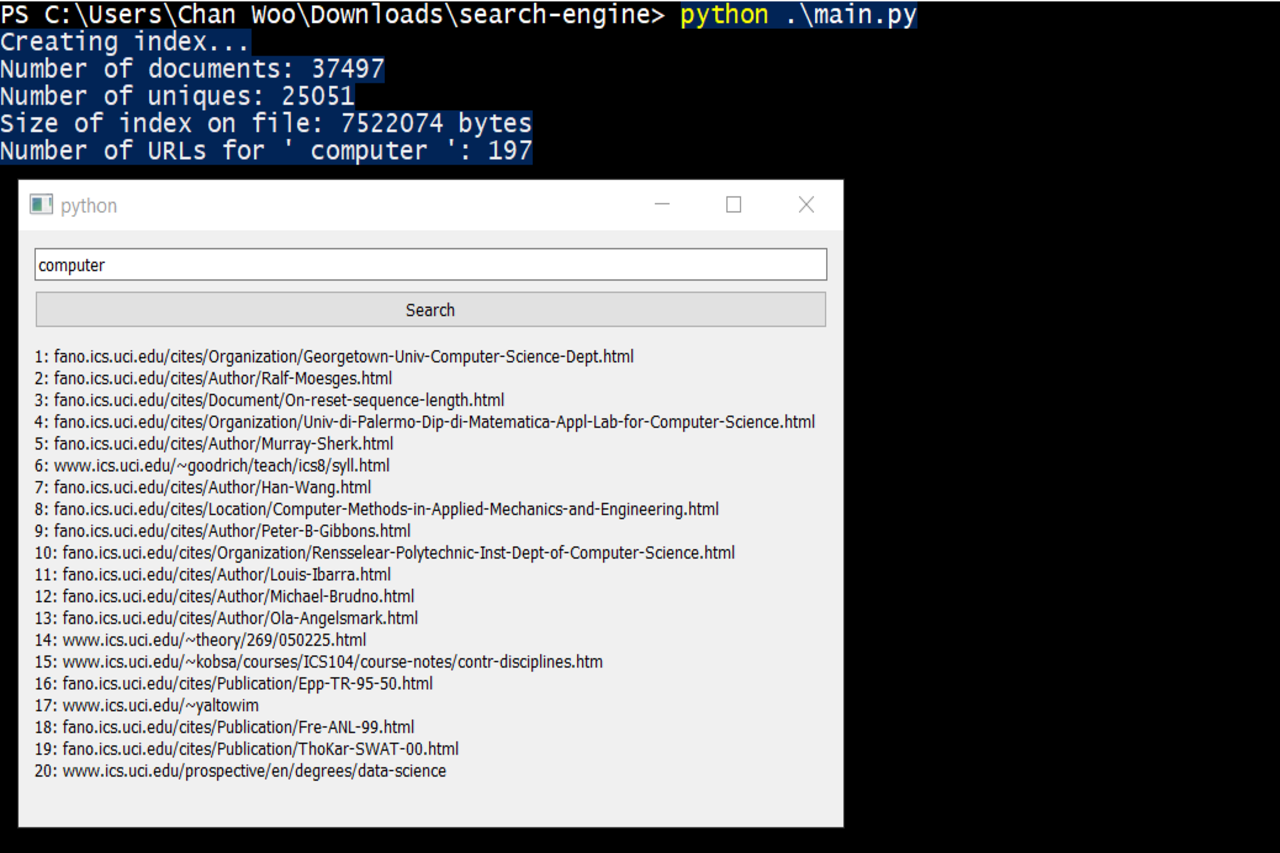 PS C:\Users\Chan Woo\Downloads\search-engine> python .\main.py
Creating index...
Number of documents: 37497
Number of uniques: 25051
Size of index on file: 7522074 bytes
Number of URLs for ' computer ': 197
python
computer
Search
1: fano.ics.uci.edu/cites/Organization/Georgetown-Univ-Computer-Science-Dept.html
2: fano.ics.uci.edu/cites/Author/Ralf-Moesges.html
3: fano.ics.uci.edu/cites/Document/On-reset-sequence-length.html
4: fano.ics.uci.edu/cites/Organization/Univ-di-Palermo-Dip-di-Matematica-Appl-Lab-for-Computer-Science.html
5: fano.ics.uci.edu/cites/Author/Murray-Sherk.html
6: www.ics.uci.edu/~goodrich/teach/ics8/syll.html
7: fano.ics.uci.edu/cites/Author/Han-Wang.html
8: fano.ics.uci.edu/cites/Location/Computer-Methods-in-Applied-Mechanics-and-Engineering.html
9: fano.ics.uci.edu/cites/Author/Peter-B-Gibbons.html
10: fano.ics.uci.edu/cites/Organization/Rensselear-Polytechnic-Inst-Dept-of-Computer-Science.html
11: fano.ics.uci.edu/cites/Author/Louis-Ibarra.html
12: fano.ics.uci.edu/cites/Author/Michael-Brudno.html
13: fano.ics.uci.edu/cites/Author/Ola-Angelsmark.html
14: www.ics.uci.edu/~theory/269/050225.html
15: www.ics.uci.edu/~kobsa/courses/ICS104/course-notes/contr-disciplines.htm
16: fano.ics.uci.edu/cites/Publication/Epp-TR-95-50.html
17: www.ics.uci.edu/~yaltowim
18: fano.ics.uci.edu/cites/Publication/Fre-ANL-99.html
19: fano.ics.uci.edu/cites/Publication/ThoKar-SWAT-00.html
20: www.ics.uci.edu/prospective/en/degrees/data-science